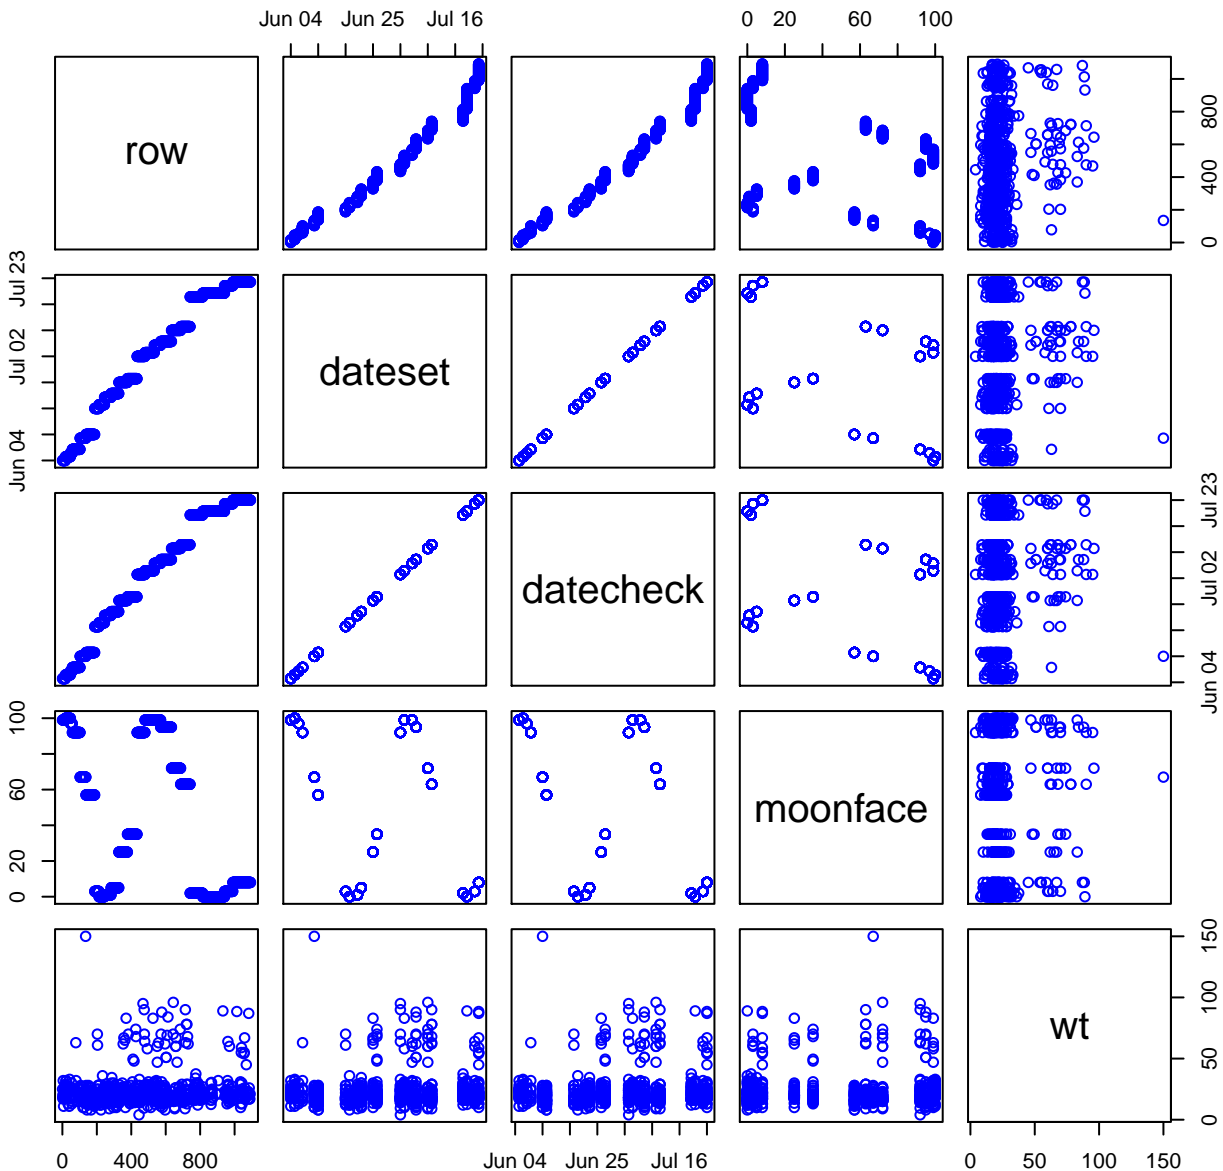 Jun 04 Jun 25 Jul 16 0 20 60 100
row 0 400 800
Jun 04 Jul 02 Jul 23 dateset
datecheck Jun 04 Jul 02 Jul 23
0 20 60 100 moonface
wt 0 50 100 150
0 400 800 Jun 04 Jun 25 Jul 16 0 50 100 150